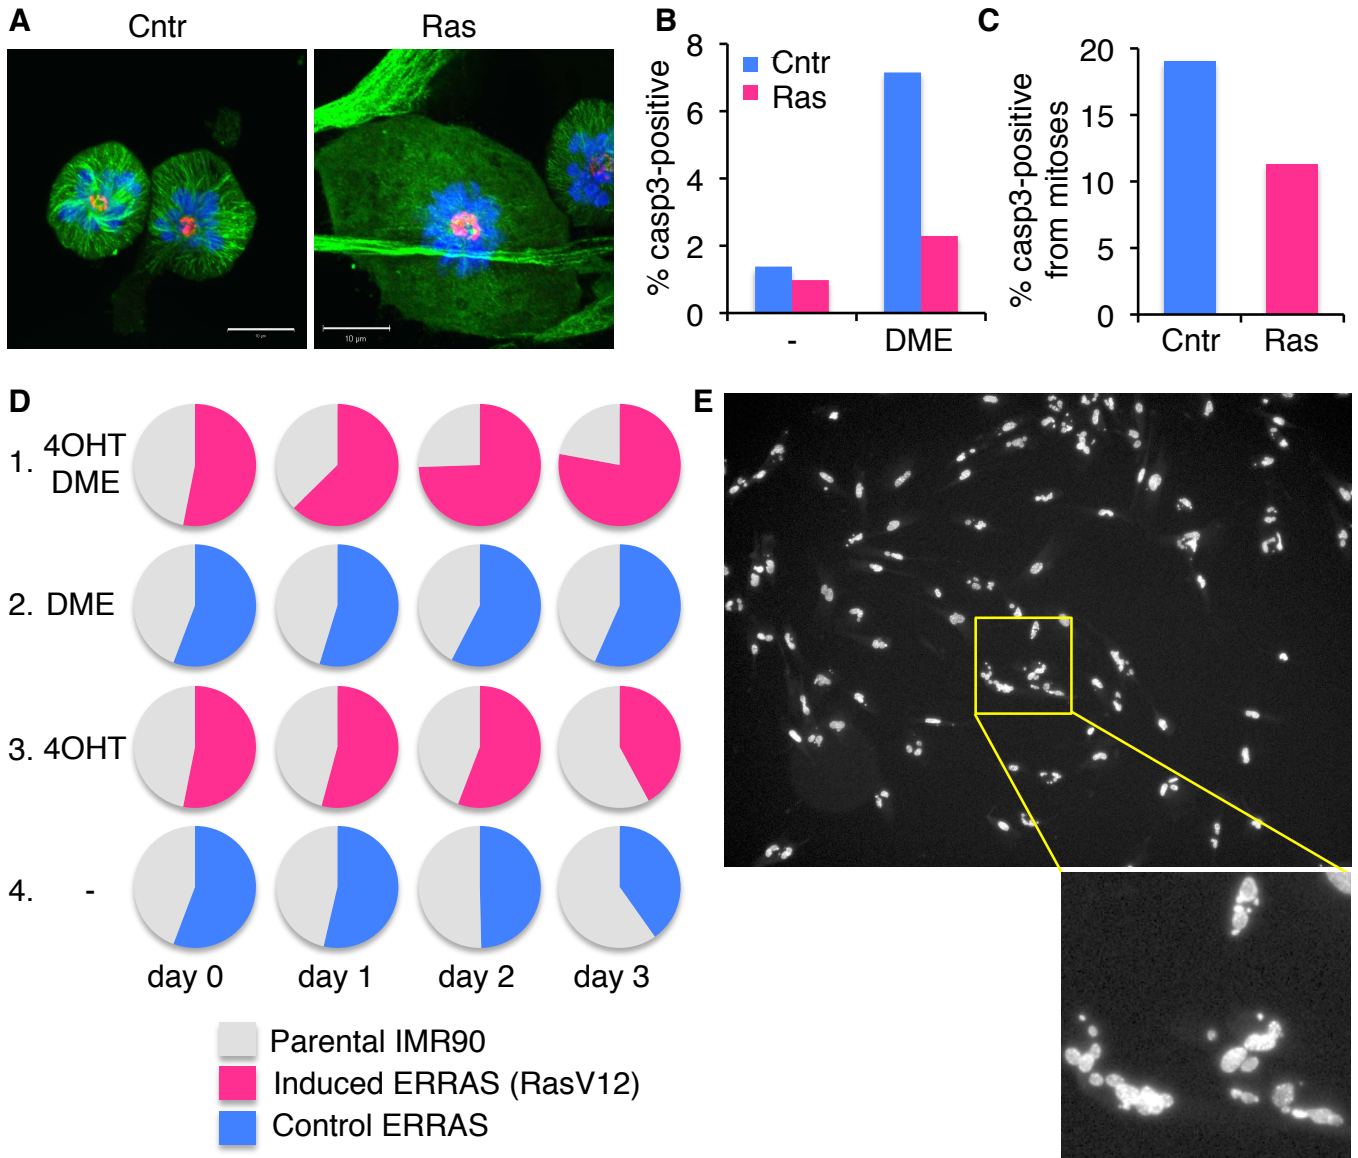 A
Cntr
Ras
10 µm
10 µm
B
% casp3-positive
8
6
4
2
0
Cntr
Ras
-
DME
C
% casp3-positive
from mitoses
20
15
10
5
0
Cntr
Ras
D
1. 4OHT
DME
2. DME
3. 4OHT
4. -
day 0 day 1 day 2 day 3
Parental IMR90
Induced ERRAS (RasV12)
Control ERRAS
E